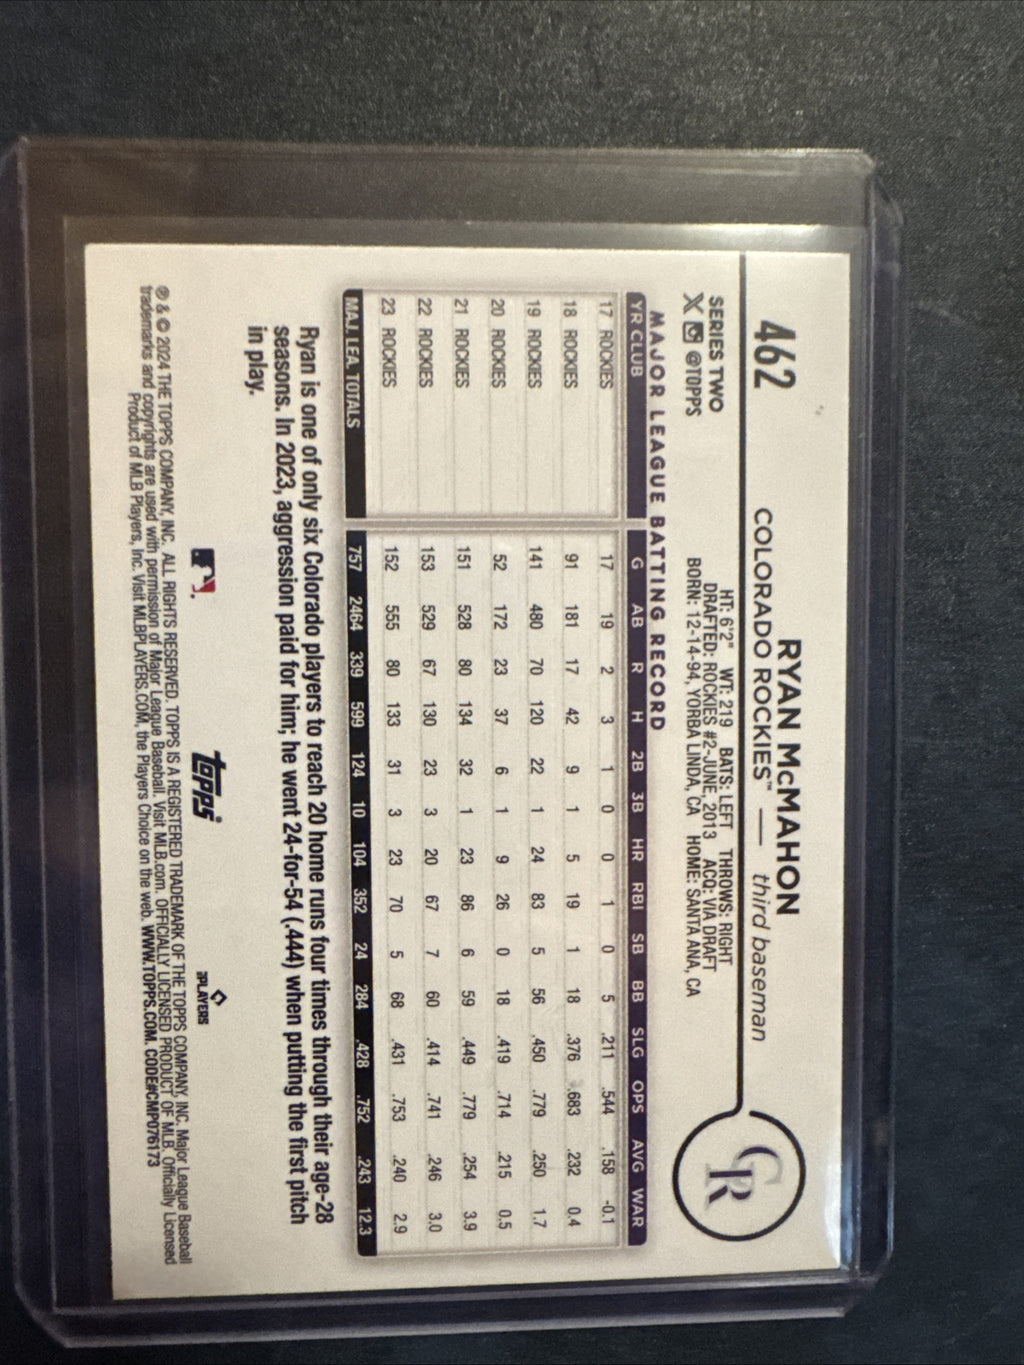 462
RYAN McMAHON
COLORADO ROCKIES™ — third baseman
CR
SERIES TWO
X @TOPPS
HT: 6'2" WT: 219 BATS: LEFT THROWS: RIGHT
DRAFTED: ROCKIES #2-JUNE, 2013 ACQ: VIA DRAFT
BORN: 12-14-94, YORBA LINDA, CA HOME: SANTA ANA, CA
MAJOR LEAGUE BATTING RECORD
YR CLUB G AB R H 2B 3B HR RBI SB BB SLG OPS AVG WAR
17 ROCKIES 17 19 2 3 1 0 0 1 0 5 .211 .544 .158 -0.1
18 ROCKIES 91 181 17 42 9 1 5 19 1 18 .376 .683 .232 0.4
19 ROCKIES 141 480 70 120 22 1 24 83 5 56 .450 .779 .250 1.7
20 ROCKIES 52 172 23 37 6 1 9 26 0 18 .419 .714 .215 0.5
21 ROCKIES 151 528 80 134 32 1 23 86 6 59 .449 .779 .254 3.9
22 ROCKIES 153 529 67 130 23 3 20 67 7 60 .414 .741 .246 3.0
23 ROCKIES 152 555 80 133 31 3 23 70 5 68 .431 .753 .240 2.9
MAJ. LEA. TOTALS 757 2464 339 599 124 10 104 352 24 284 .428 .752 .243 12.3
Ryan is one of only six Colorado players to reach 20 home runs four times through their age-28
seasons. In 2023, aggression paid for him; he went 24-for-54 (.444) when putting the first pitch
in play.
topps
PLAYERS
® & © 2024 THE TOPPS COMPANY, INC. ALL RIGHTS RESERVED. TOPPS IS A REGISTERED TRADEMARK OF THE TOPPS COMPANY, INC. Major League Baseball
trademarks and copyrights are used with permission of Major League Baseball. Visit MLB.com. OFFICIALLY LICENSED PRODUCT OF MLB. Officially Licensed
Product of MLB Players, Inc. Visit MLBPLAYERS.COM, the Players Choice on the web. WWW.TOPPS.COM. CODE#CMP076173